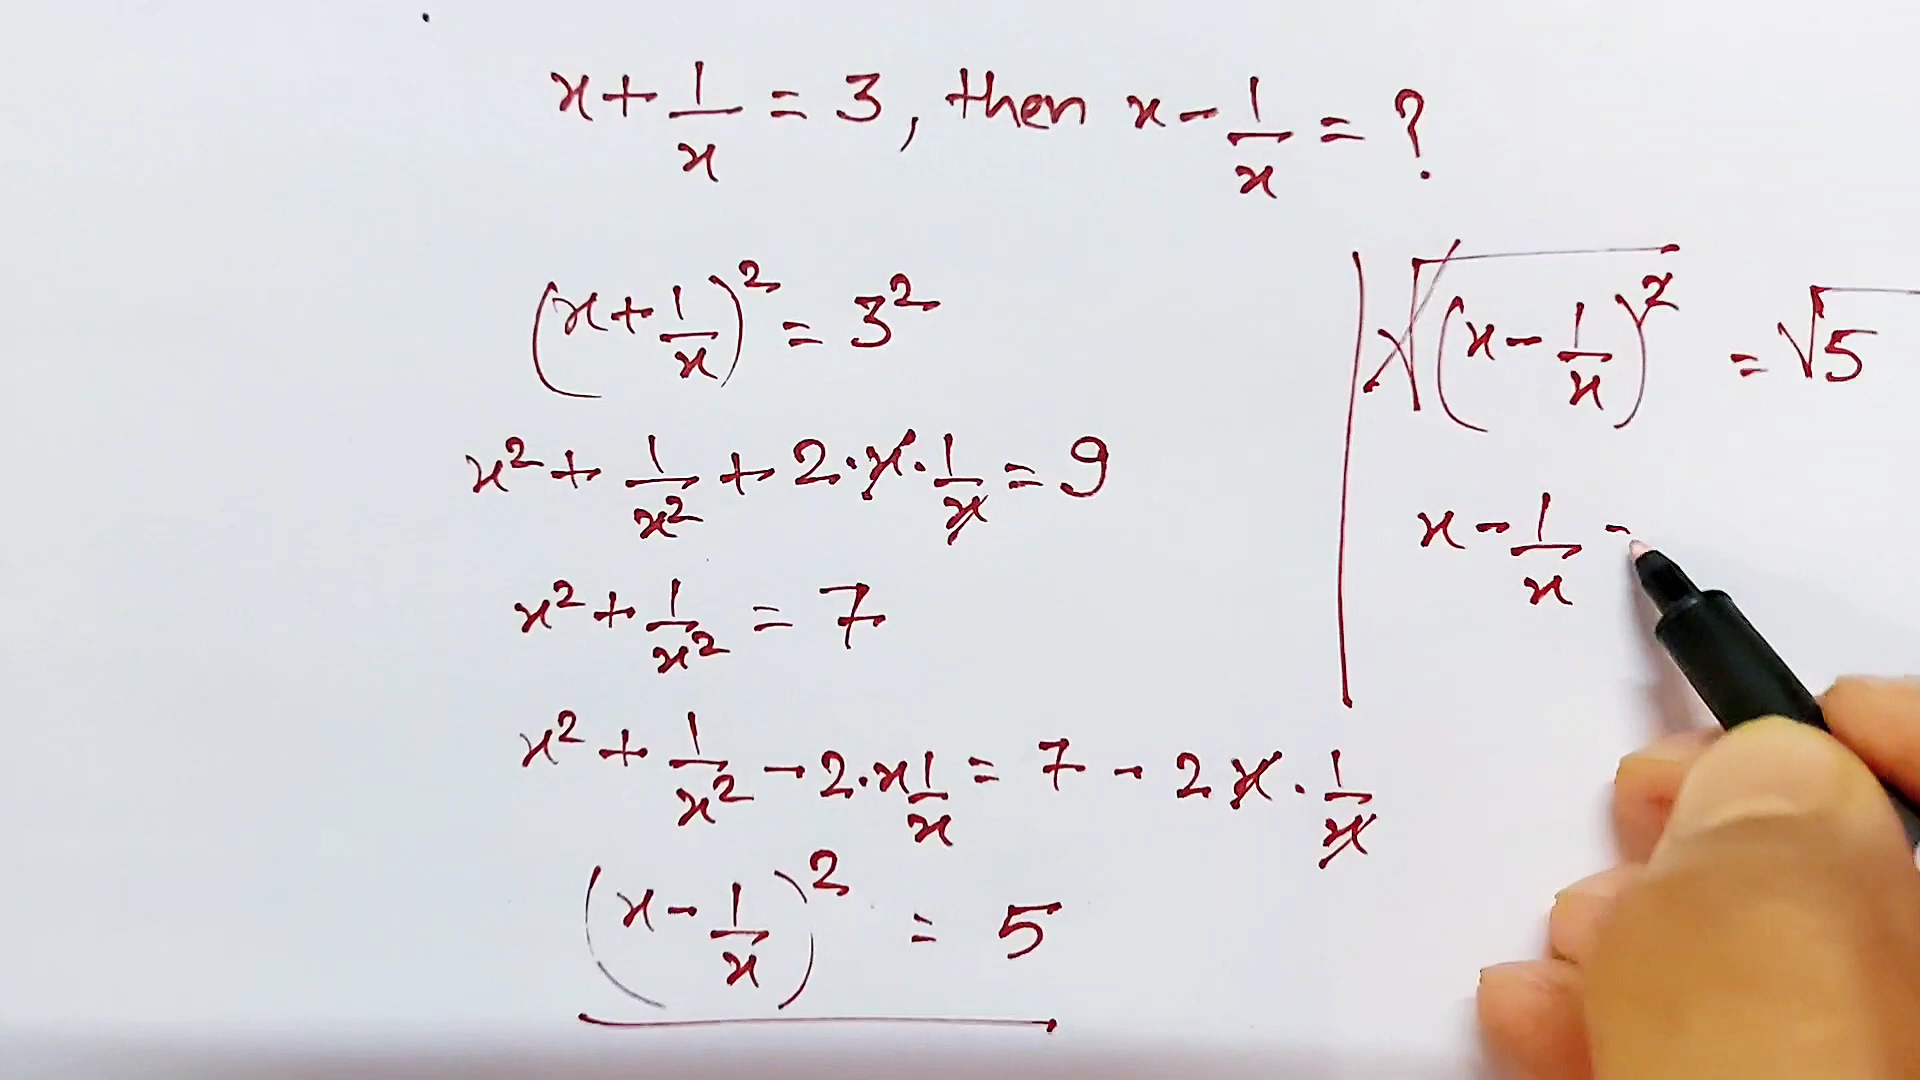 x + 1/x = 3, then x - 1/x = ?
(x + 1/x)² = 3²
x² + 1/x² + 2·x·1/x = 9
x² + 1/x² = 7
x² + 1/x² - 2·x 1/x = 7 - 2x·1/x
(x - 1/x)² = 5
√(x - 1/x)² = √5
x - 1/x -